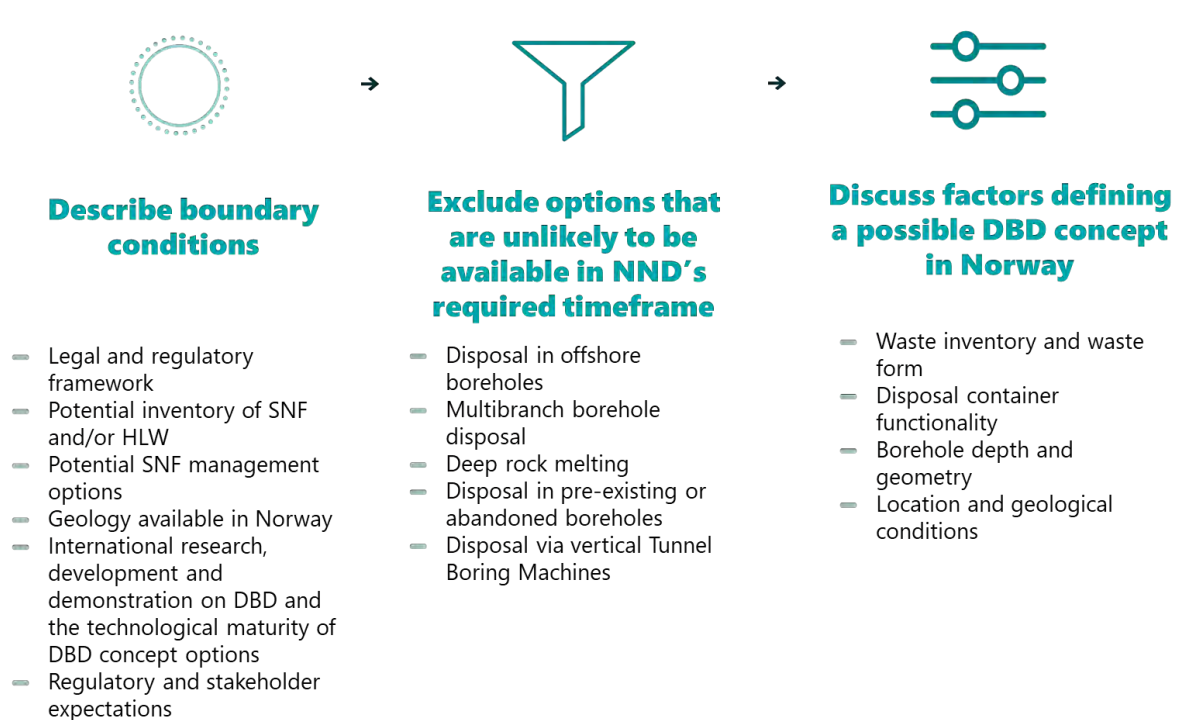 Describe boundary
conditions
– Legal and regulatory
framework
– Potential inventory of SNF
and/or HLW
– Potential SNF management
options
– Geology available in Norway
– International research,
development and
demonstration on DBD and
the technological maturity of
DBD concept options
– Regulatory and stakeholder
expectations
Exclude options that
are unlikely to be
available in NND´s
required timeframe
– Disposal in offshore
boreholes
– Multibranch borehole
disposal
– Deep rock melting
– Disposal in pre-existing or
abandoned boreholes
– Disposal via vertical Tunnel
Boring Machines
Discuss factors defining
a possible DBD concept
in Norway
– Waste inventory and waste
form
– Disposal container
functionality
– Borehole depth and
geometry
– Location and geological
conditions